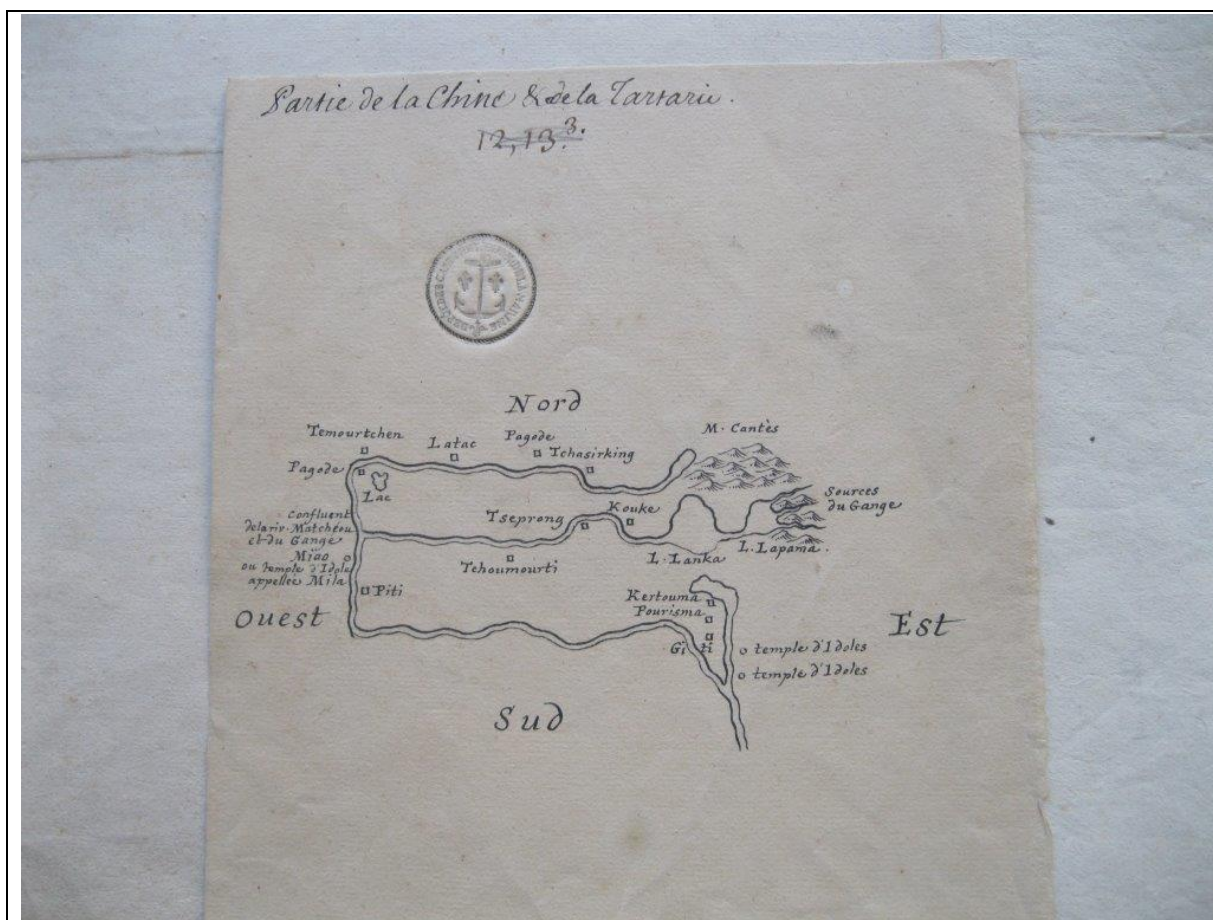 Partie de la Chine & de la Tartarie.
12,13. 3.
Nord
Temourtchen
Latac
Pagode
Tchasirking
M. Cantès
Pagode
Lac
Sources
du Gange
Confluent
de la riv. Matchéou
et du Gange
Tseprong
Kouke
Miao
ou temple d'Idole
appellée Mila
Tchoumourti
L. Lanka
L. Lapama.
Piti
Kertouma
Pourisma
Ouest
Est
Giti
temple d'Idoles
temple d'Idoles
Sud